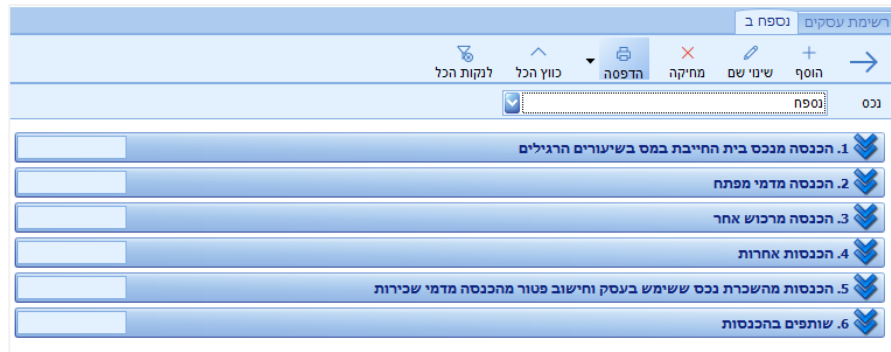 רשימת עסקים נספח ב
הוסף שינוי שם מחיקה הדפסה כווץ הכל לנקות הכל
נכס נספח
1. הכנסה מנכס בית החייבת במס בשיעורים הרגילים
2. הכנסה מדמי מפתח
3. הכנסה מרכוש אחר
4. הכנסות אחרות
5. הכנסות מהשכרת נכס ששימש בעסק וחישוב פטור מהכנסה מדמי שכירות
6. שותפים בהכנסות